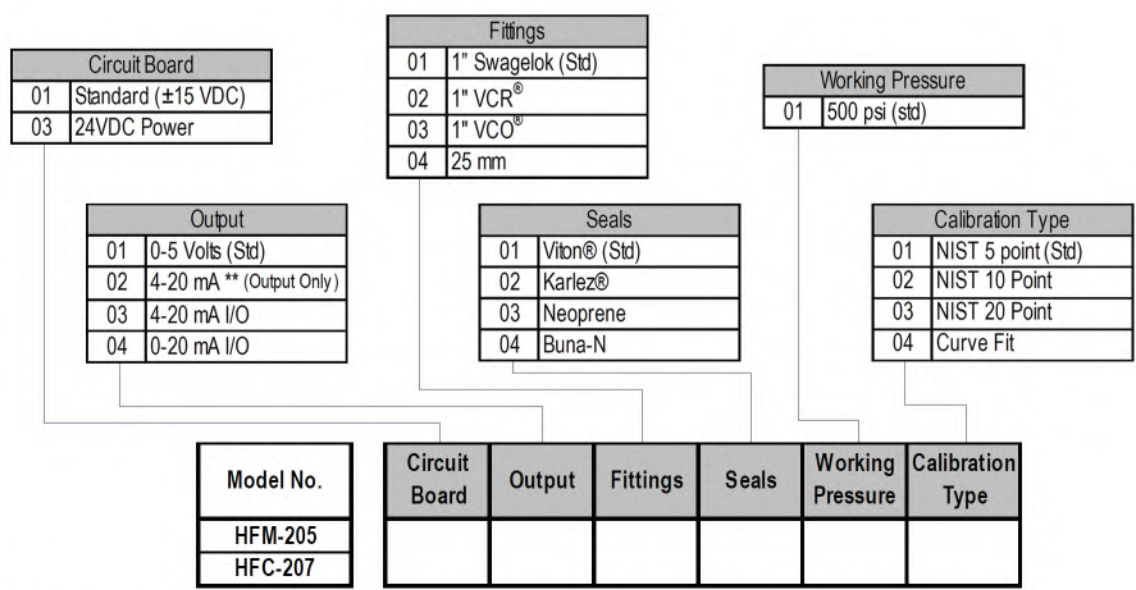 Fittings
01 1” Swagelok (Std)
02 1" VCR®
03 1" VCO®
04 25 mm
Circuit Board
01 Standard (±15 VDC)
03 24VDC Power
Working Pressure
01 500 psi (std)
Output
01 0-5 Volts (Std)
02 4-20 mA ** (Output Only)
03 4-20 mA I/O
04 0-20 mA I/O
Seals
01 Viton® (Std)
02 Karlez®
03 Neoprene
04 Buna-N
Calibration Type
01 NIST 5 point (Std)
02 NIST 10 Point
03 NIST 20 Point
04 Curve Fit
Model No.
Circuit
Board
Output
Fittings
Seals
Working
Pressure
Calibration
Type
HFM-205
HFC-207